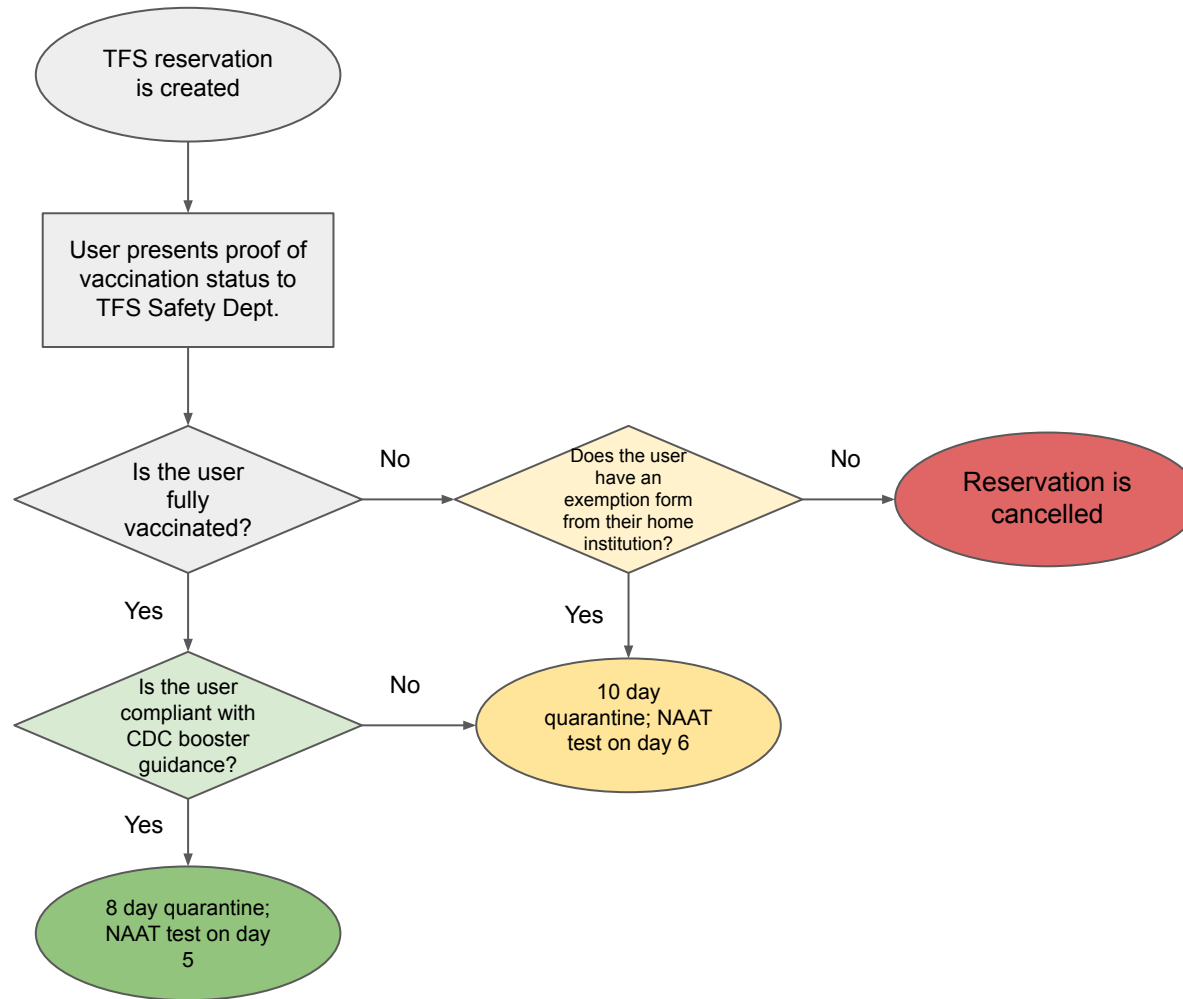 TFS reservation
is created
User presents proof of
vaccination status to
TFS Safety Dept.
Is the user
fully
vaccinated?
No
Does the user
have an
exemption form
from their home
institution?
No
Reservation is
cancelled
Yes
Yes
Is the user
compliant with
CDC booster
guidance?
No
10 day
quarantine; NAAT
test on day 6
Yes
8 day quarantine;
NAAT test on day
5